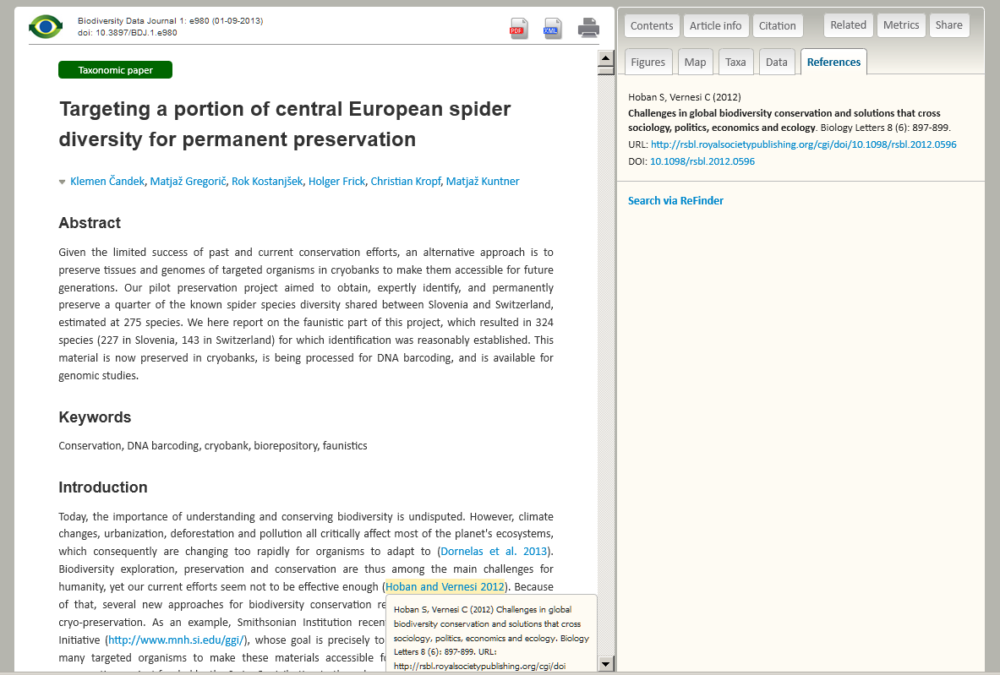 Biodiversity Data Journal 1: e980 (01-09-2013)
doi: 10.3897/BDJ.1.e980
PDF
XML
Taxonomic paper
Targeting a portion of central European spider
diversity for permanent preservation
Klemen Čandek, Matjaž Gregorič, Rok Kostanjšek, Holger Frick, Christian Kropf, Matjaž Kuntner
Abstract
Given the limited success of past and current conservation efforts, an alternative approach is to
preserve tissues and genomes of targeted organisms in cryobanks to make them accessible for future
generations. Our pilot preservation project aimed to obtain, expertly identify, and permanently
preserve a quarter of the known spider species diversity shared between Slovenia and Switzerland,
estimated at 275 species. We here report on the faunistic part of this project, which resulted in 324
species (227 in Slovenia, 143 in Switzerland) for which identification was reasonably established. This
material is now preserved in cryobanks, is being processed for DNA barcoding, and is available for
genomic studies.
Keywords
Conservation, DNA barcoding, cryobank, biorepository, faunistics
Introduction
Today, the importance of understanding and conserving biodiversity is undisputed. However, climate
changes, urbanization, deforestation and pollution all critically affect most of the planet's ecosystems,
which consequently are changing too rapidly for organisms to adapt to (Dornelas et al. 2013).
Biodiversity exploration, preservation and conservation are thus among the main challenges for
humanity, yet our current efforts seem not to be effective enough (Hoban and Vernesi 2012). Because
of that, several new approaches for biodiversity conservation re
cryo-preservation. As an example, Smithsonian Institution recen
Initiative (http://www.mnh.si.edu/ggi/), whose goal is precisely to
many targeted organisms to make these materials accessible fo
Hoban S, Vernesi C (2012) Challenges in global
biodiversity conservation and solutions that cross
sociology, politics, economics and ecology. Biology
Letters 8 (6): 897-899. URL:
http://rsbl.royalsocietypublishing.org/cgi/doi
Contents
Article info
Citation
Related
Metrics
Share
Figures
Map
Taxa
Data
References
Hoban S, Vernesi C (2012)
Challenges in global biodiversity conservation and solutions that cross
sociology, politics, economics and ecology. Biology Letters 8 (6): 897-899.
URL: http://rsbl.royalsocietypublishing.org/cgi/doi/10.1098/rsbl.2012.0596
DOI: 10.1098/rsbl.2012.0596
Search via ReFinder